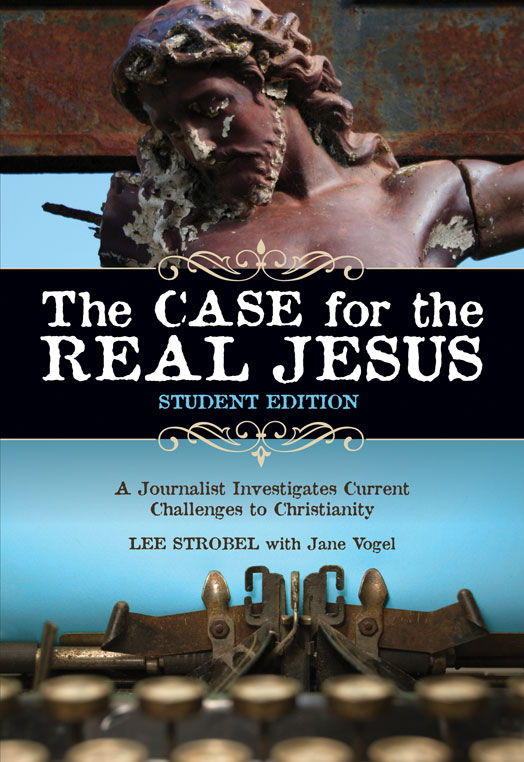 The CASE for the
REAL JESUS
STUDENT EDITION
A Journalist Investigates Current
Challenges to Christianity
LEE STROBEL with Jane Vogel